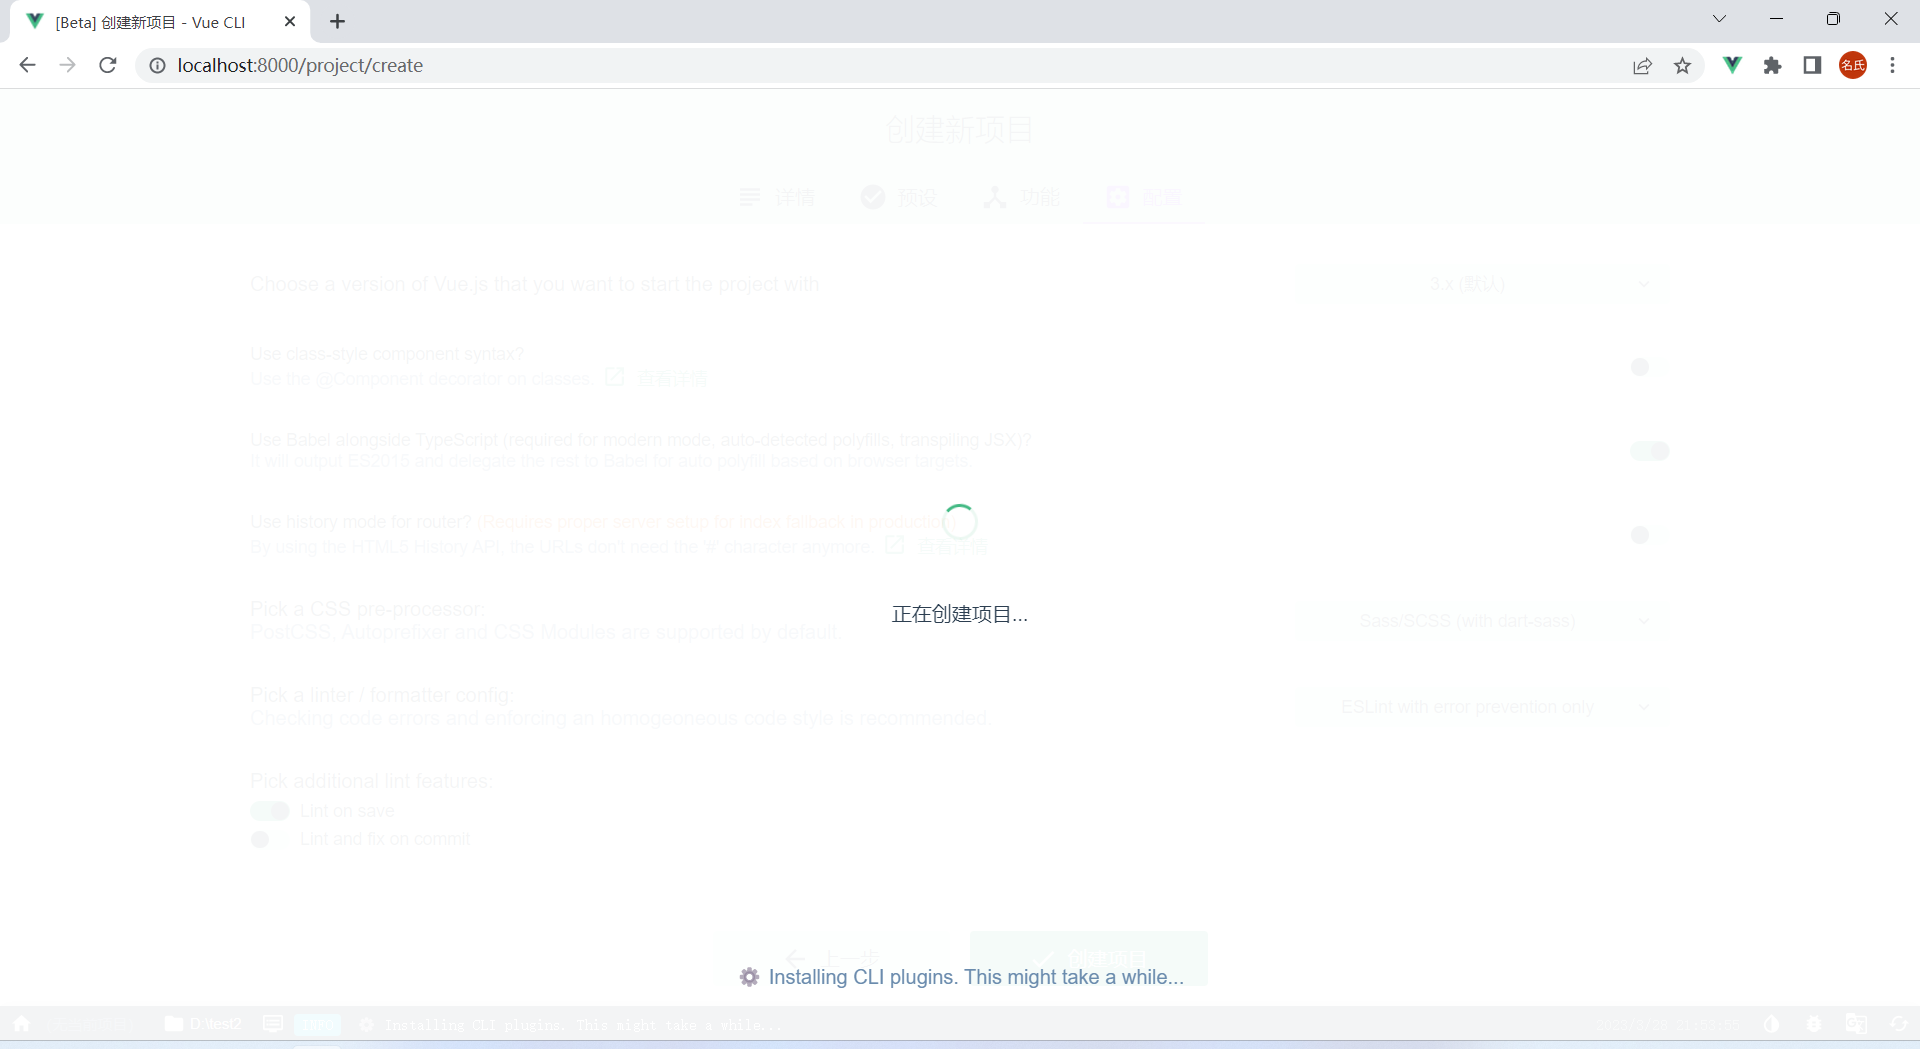 [Beta] 创建新项目 - Vue CLI
localhost:8000/project/create
名氏
创建新项目
详情 预设 功能 配置
Choose a version of Vue.js that you want to start the project with
3.x (默认)
Use class-style component syntax?
Use the @Component decorator on classes 查看详情
Use Babel alongside TypeScript (required for modern mode, auto-detected polyfills, transpiling JSX)?
It will output ES2015 and delegate the rest to Babel for auto polyfill based on browser targets.
Use history mode for router? (Requires proper server setup for index fallback in production)
By using the HTML5 History API, the URLs don't need the '#' character anymore. 查看详情
正在创建项目...
Pick a CSS pre-processor:
PostCSS, Autoprefixer and CSS Modules are supported by default.
Sass/SCSS (with dart-sass)
Pick a linter / formatter config:
Checking code errors and enforcing an homogeoneous code style is recommended.
ESLint with error prevention only
Pick additional lint features:
Lint on save
Lint and fix on commit
上一步 创建项目
Installing CLI plugins. This might take a while...
D:\test2 Installing CLI plugins. This might take a while...